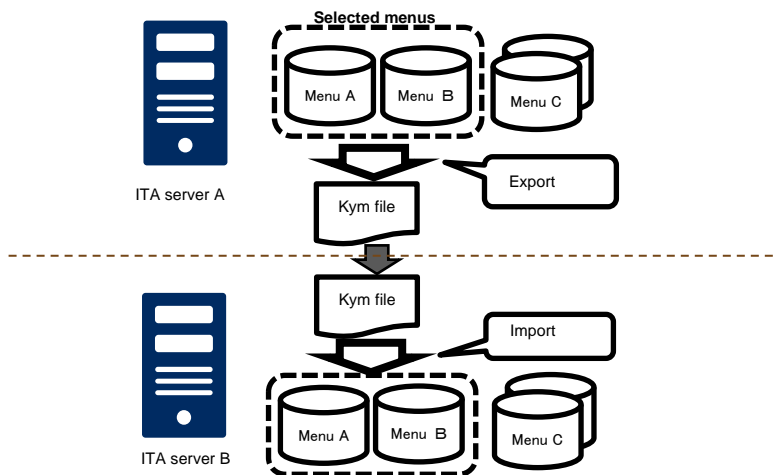 Selected menus
Menu A
Menu B
Menu C
ITA server A
Export
Kym file
Kym file
Import
Menu A
Menu B
Menu C
ITA server B